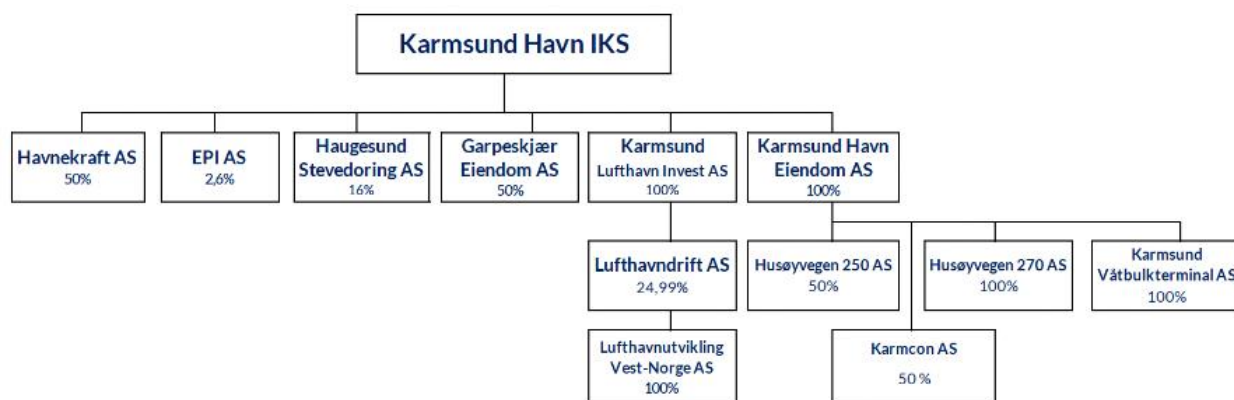 Karmsund Havn IKS
Havnekraft AS
50%
EPI AS
2,6%
Haugesund
Stevedoring AS
16%
Garpeskjær
Eiendom AS
50%
Karmsund
Lufthavn Invest AS
100%
Karmsund Havn
Eiendom AS
100%
Lufthavndrift AS
24,99%
Husøyvegen 250 AS
50%
Husøyvegen 270 AS
100%
Karmsund
Våtbulkterminal AS
100%
Lufthavnutvikling
Vest-Norge AS
100%
Karmcon AS
50 %